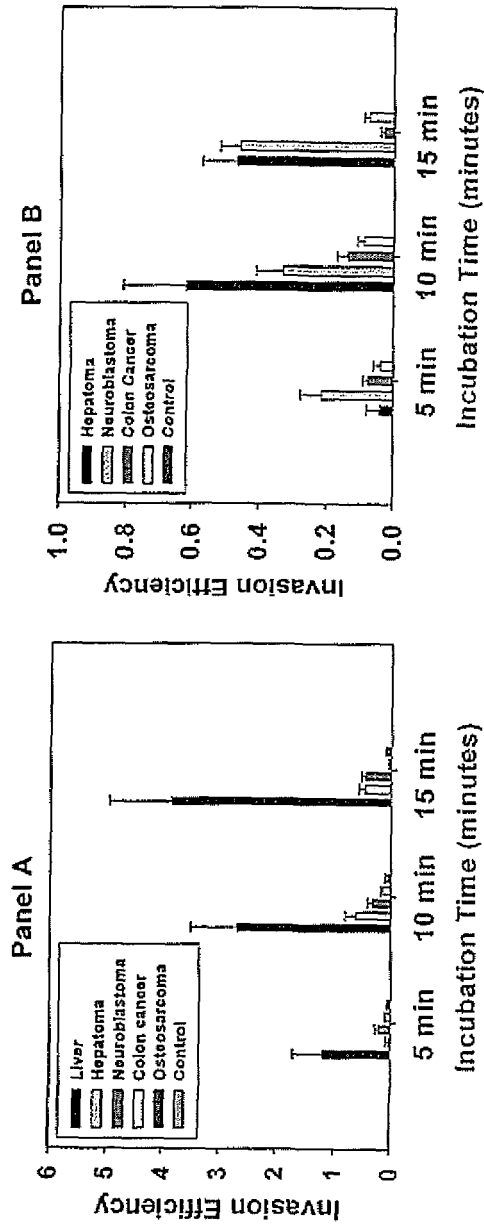 Panel A
Invasion Efficiency
6
5
4
3
2
1
0
Liver
Hepatoma
Neuroblastoma
Colon cancer
Osteosarcoma
Control
5 min
10 min
15 min
Incubation Time (minutes)
Panel B
Invasion Efficiency
1.0
0.8
0.6
0.4
0.2
0.0
Hepatoma
Neuroblastoma
Colon Cancer
Osteosarcoma
Control
5 min
10 min
15 min
Incubation Time (minutes)